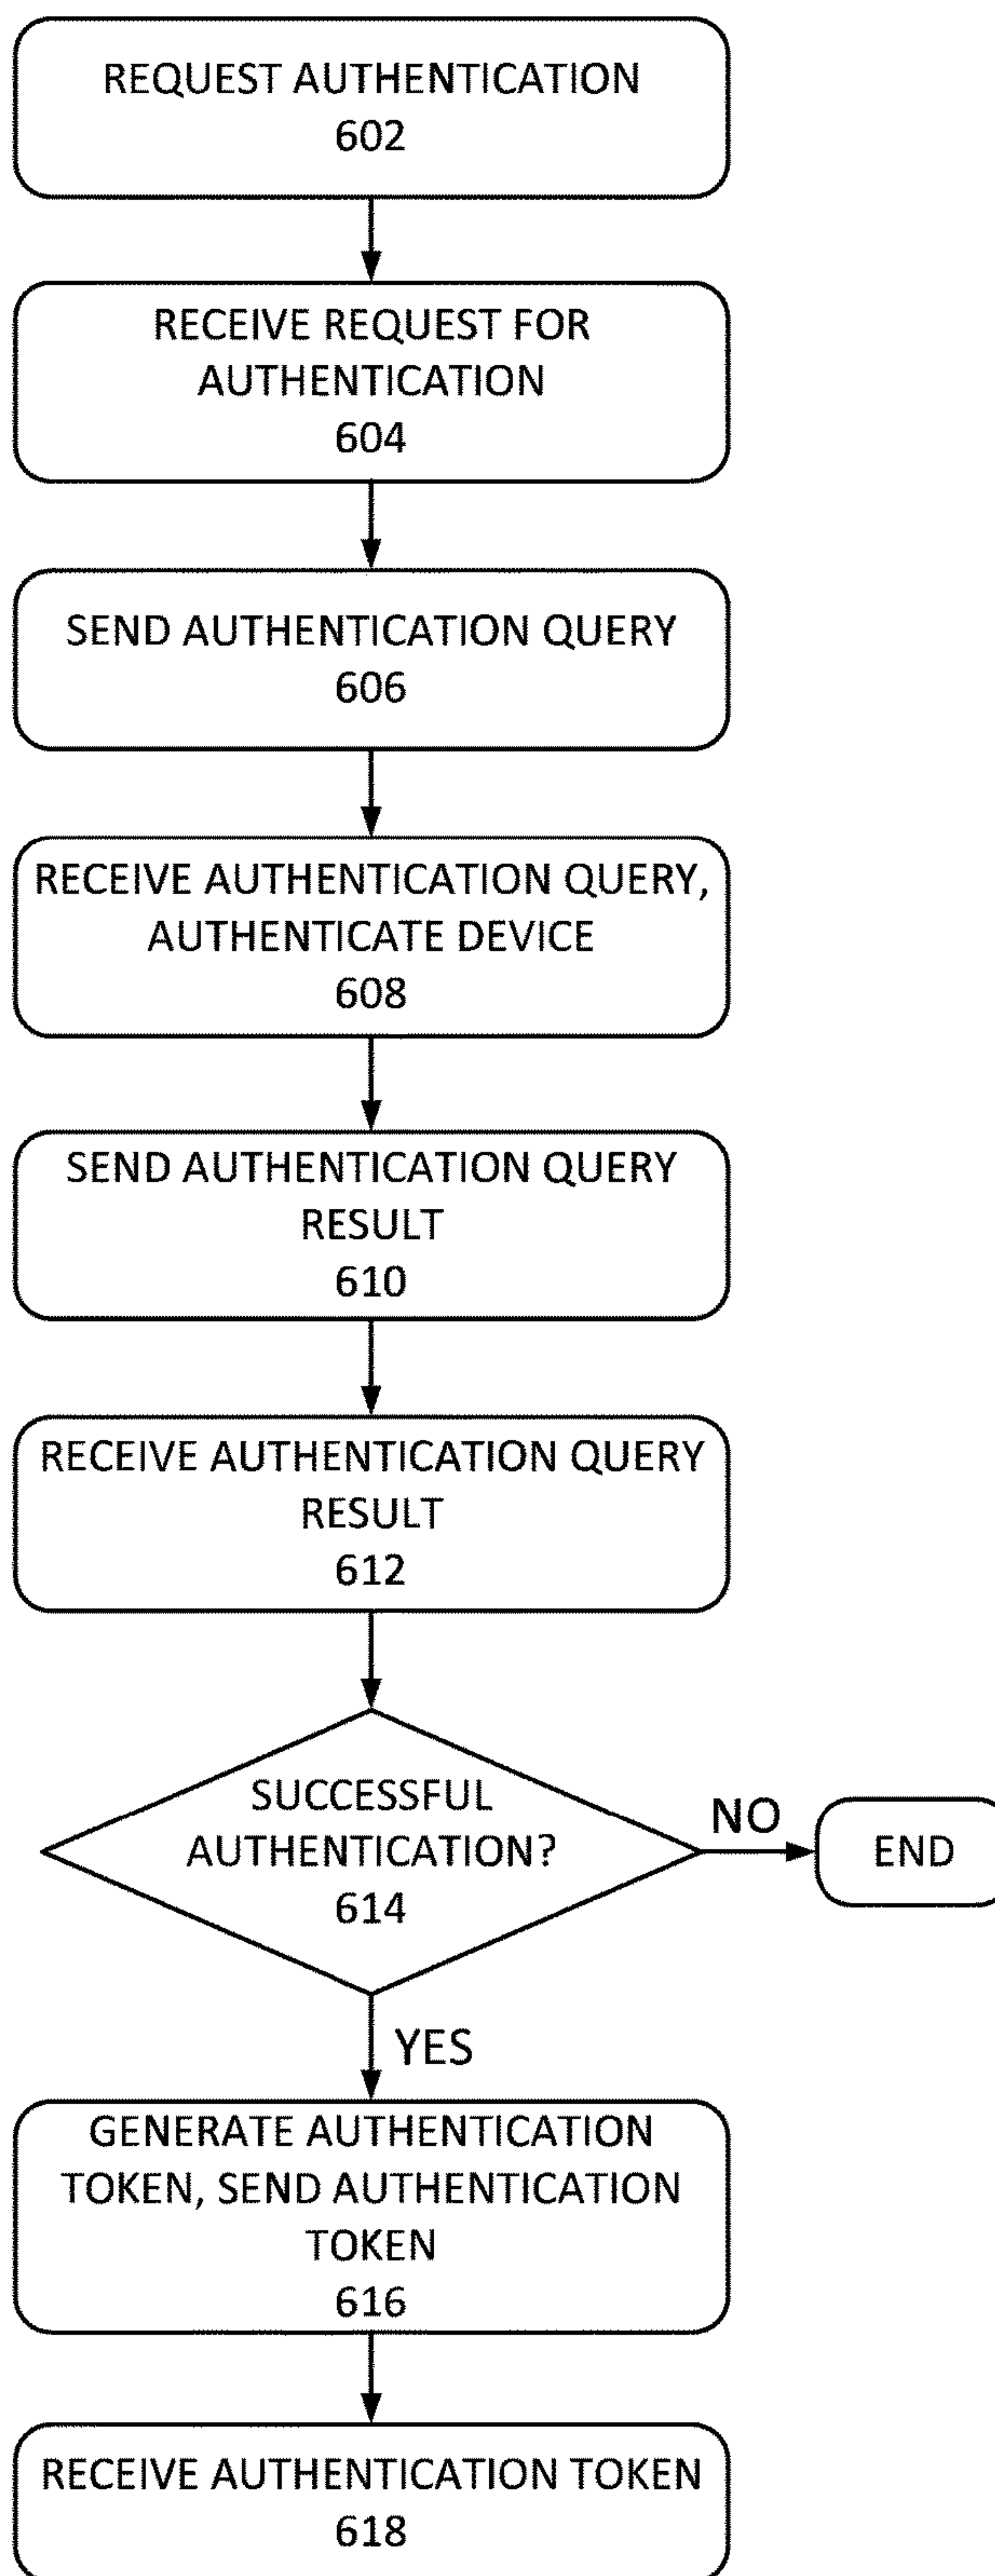 REQUEST AUTHENTICATION
602
RECEIVE REQUEST FOR
AUTHENTICATION
604
SEND AUTHENTICATION QUERY
606
RECEIVE AUTHENTICATION QUERY,
AUTHENTICATE DEVICE
608
SEND AUTHENTICATION QUERY
RESULT
610
RECEIVE AUTHENTICATION QUERY
RESULT
612
SUCCESSFUL
AUTHENTICATION?
614
NO
END
YES
GENERATE AUTHENTICATION
TOKEN, SEND AUTHENTICATION
TOKEN
616
RECEIVE AUTHENTICATION TOKEN
618